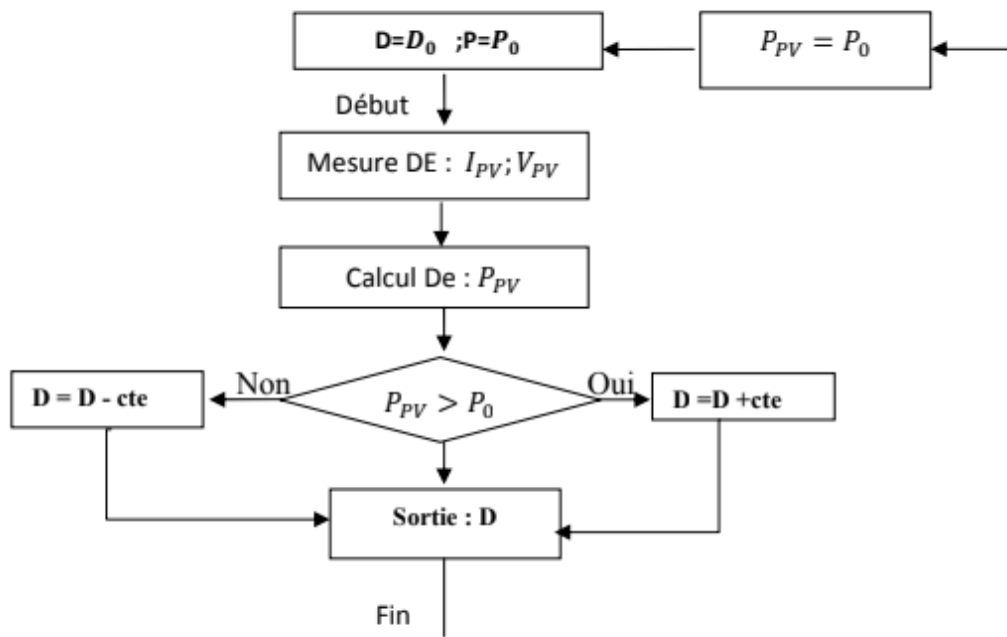 D=D₀ ;P=P₀
P_PV = P₀
Début
Mesure DE : I_PV; V_PV
Calcul De : P_PV
Non
Oui
D = D - cte
P_PV > P₀
D =D +cte
Sortie : D
Fin